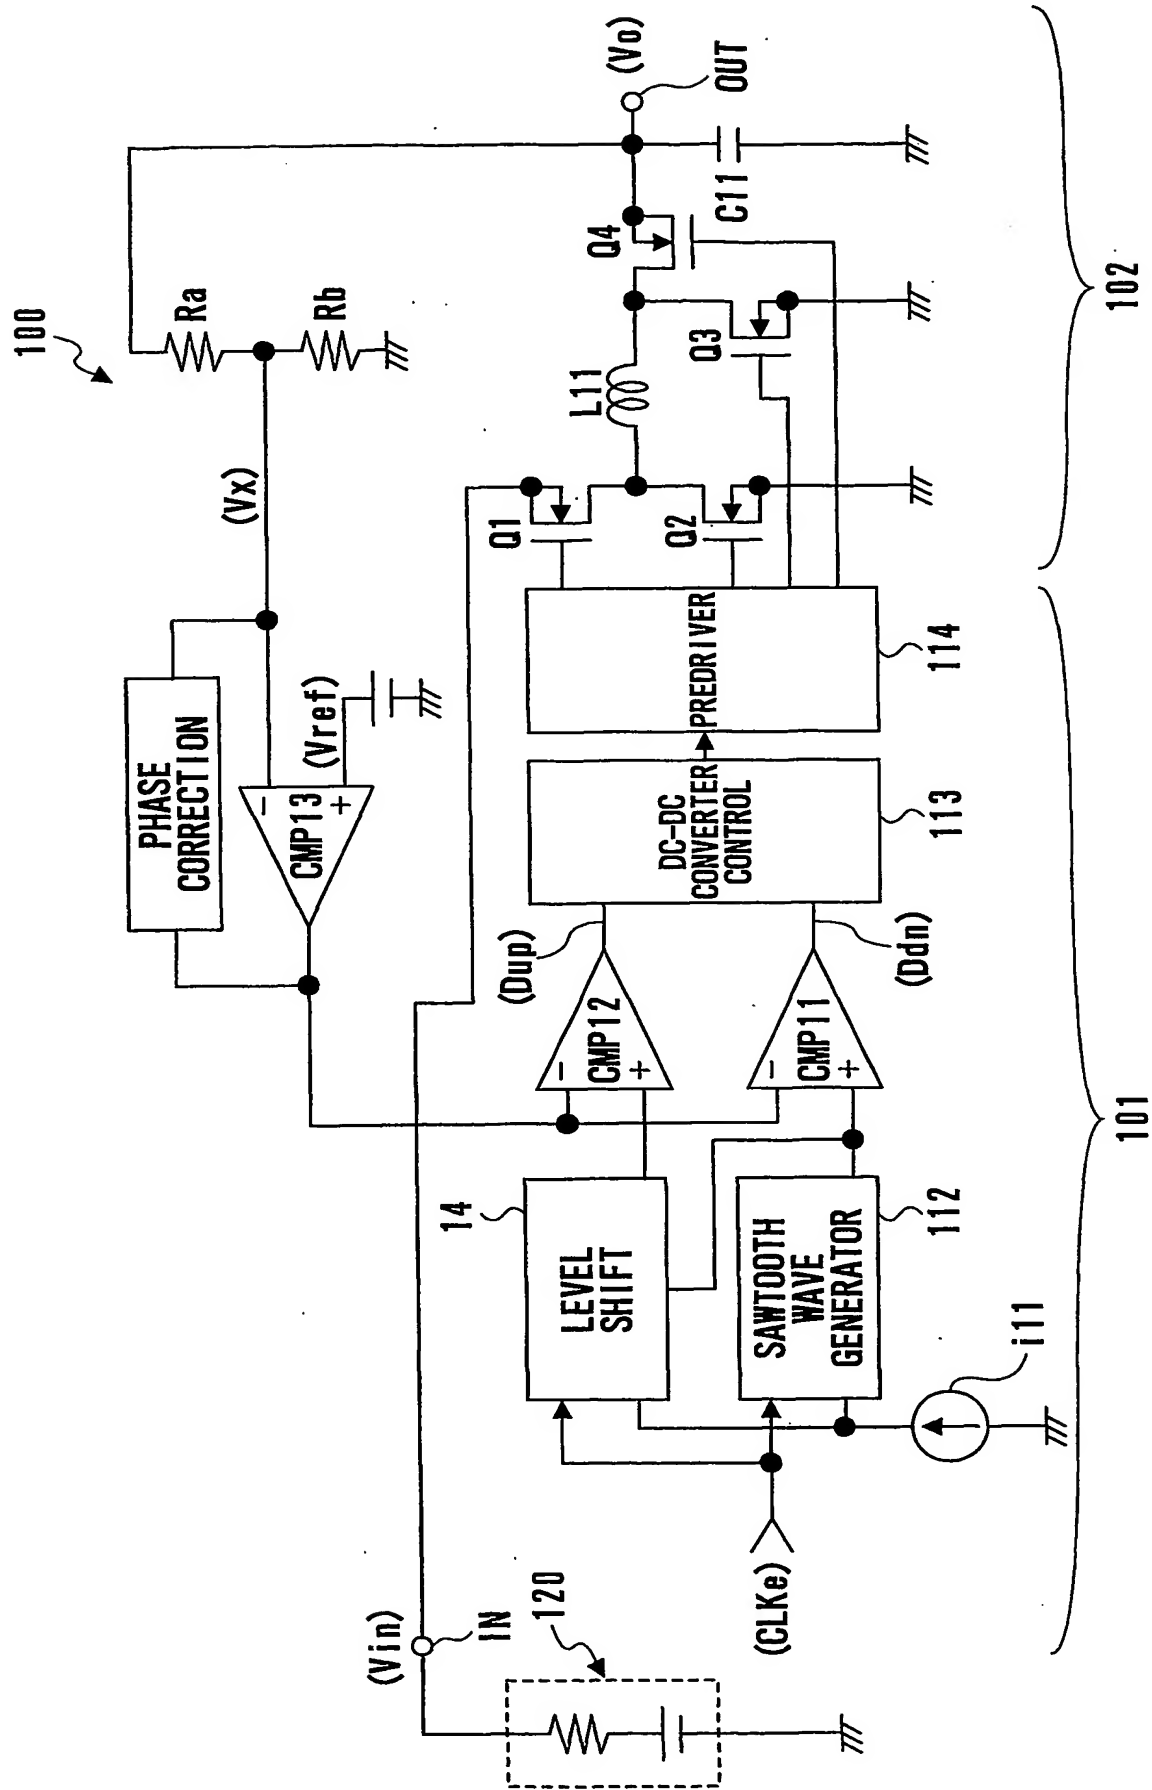 100
Ra
Rb
(Vx)
(Vo)
OUT
PHASE
CORRECTION
CMP13
-
+
(Vref)
Q4
C11
L11
Q1
Q2
Q3
102
(Vin)
IN
120
(Dup)
CMP12
-
+
(Ddn)
CMP11
-
+
DC-DC
CONVERTER
CONTROL
113
PREDRIVER
114
14
LEVEL
SHIFT
SAWTOOTH
WAVE
GENERATOR
112
i11
(CLKe)
101